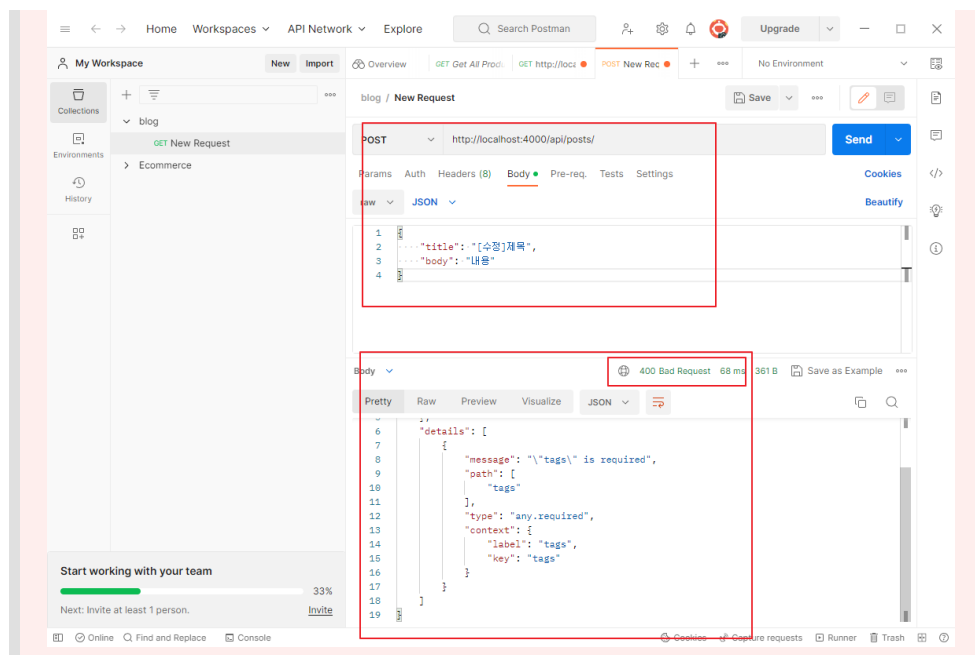 Home Workspaces API Network Explore Search Postman Upgrade
My Workspace New Import Overview GET Get All Prod GET http://loca POST New Rec No Environment
Collections
Environments
History
blog
GET New Request
Ecommerce
blog / New Request Save
POST http://localhost:4000/api/posts/ Send
Params Auth Headers (8) Body Pre-req. Tests Settings Cookies
raw JSON Beautify
1 {
2 "title": "[수정]제목",
3 "body": "내용"
4 }
Body 400 Bad Request 68 ms 361 B Save as Example
Pretty Raw Preview Visualize JSON
5 ],
6 "details": [
7 {
8 "message": "\"tags\" is required",
9 "path": [
10 "tags"
11 ],
12 "type": "any.required",
13 "context": {
14 "label": "tags",
15 "key": "tags"
16 }
17 }
18 ]
19 }
Start working with your team
33%
Next: Invite at least 1 person. Invite
Online Find and Replace Console Cookies Capture requests Runner Trash